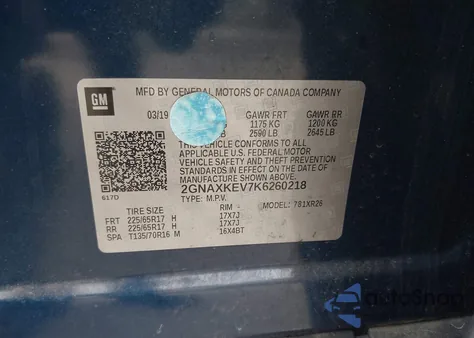 GM
MFD BY GENERAL MOTORS OF CANADA COMPANY
03/19 GAWR FRT GAWR RR
1175 KG 1200 KG
LB 2590 LB 2645 LB
THIS VEHICLE CONFORMS TO ALL
APPLICABLE U.S. FEDERAL MOTOR
VEHICLE SAFETY AND THEFT PREVENTION
STANDARDS IN EFFECT ON THE DATE OF
MANUFACTURE SHOWN ABOVE.
2GNAXKEV7K6260218
617D
TYPE: M.P.V. MODEL: 781XR26
RIM -
FRT 225/65R17 H 17X7J
RR 225/65R17 H 17X7J
SPA T135/70R16 M 16X4BT
autoSnap